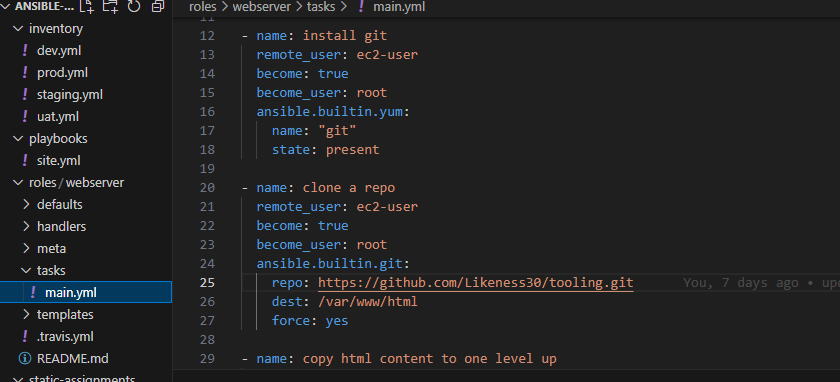 ANSIBLE-...
inventory
! dev.yml
! prod.yml
! staging.yml
! uat.yml
playbooks
! site.yml
roles / webserver
defaults
handlers
meta
tasks
! main.yml
templates
! .travis.yml
README.md
static-assignments
roles > webserver > tasks > ! main.yml
11
12 - name: install git
13 remote_user: ec2-user
14 become: true
15 become_user: root
16 ansible.builtin.yum:
17 name: "git"
18 state: present
19
20 - name: clone a repo
21 remote_user: ec2-user
22 become: true
23 become_user: root
24 ansible.builtin.git:
25 repo: https://github.com/Likeness30/tooling.git You, 7 days ago • upd
26 dest: /var/www/html
27 force: yes
28
29 - name: copy html content to one level up